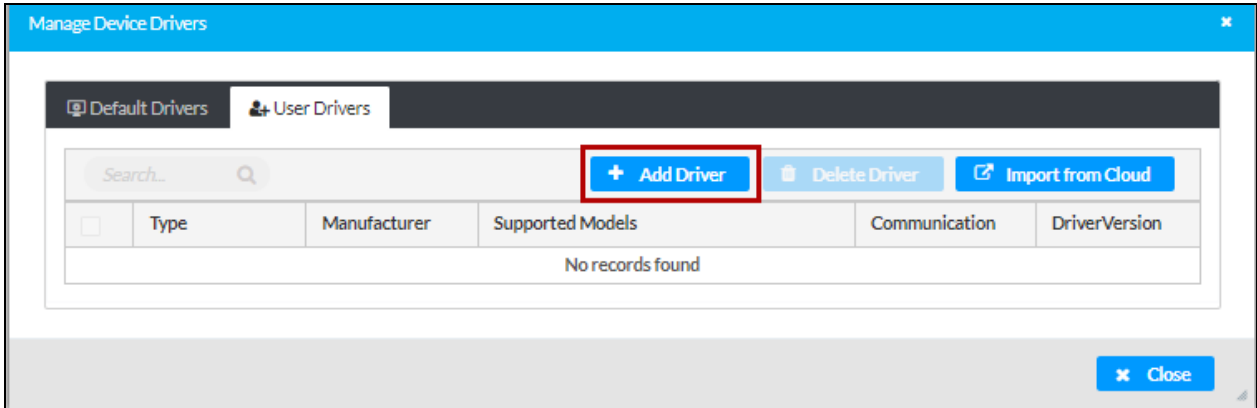 Manage Device Drivers
Default Drivers User Drivers
Search... Add Driver Delete Driver Import from Cloud
Type Manufacturer Supported Models Communication DriverVersion
No records found
Close